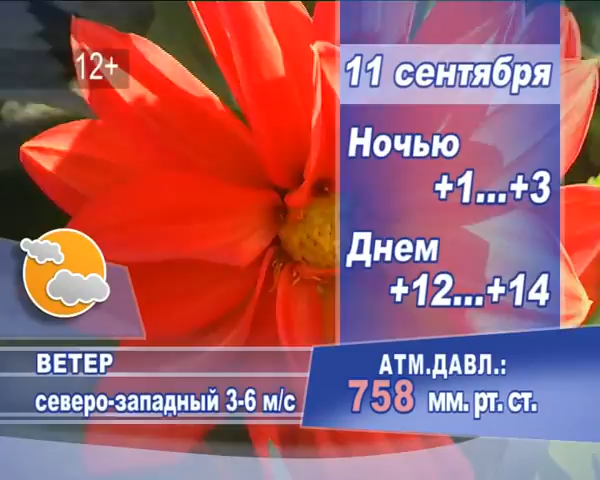 12+
11 сентября
Ночью
+1...+3
Днем
+12...+14
ВЕТЕР
северо-западный 3-6 м/с
АТМ.ДАВЛ.:
758 мм. рт. ст.